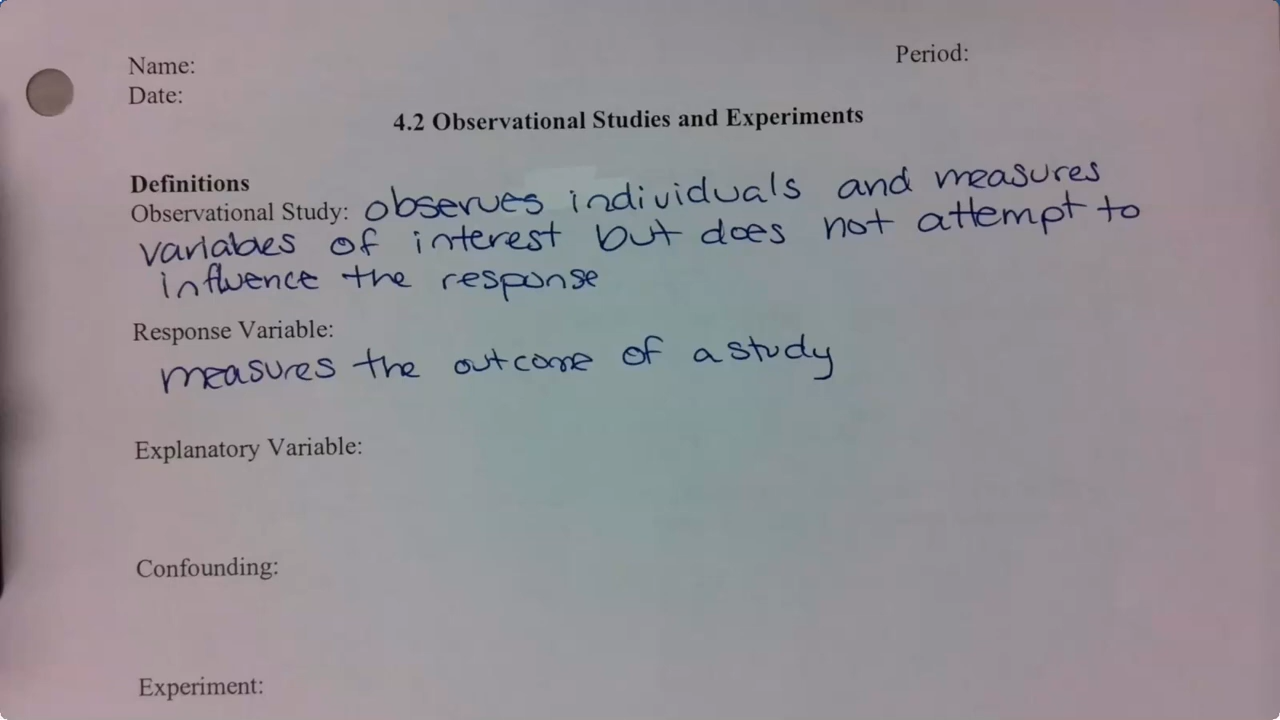 Name:
Period:
Date:
4.2 Observational Studies and Experiments
Definitions
Observational Study: observes individuals and measures
variables of interest but does not attempt to
influence the response
Response Variable:
measures the outcome of a study
Explanatory Variable:
Confounding:
Experiment: